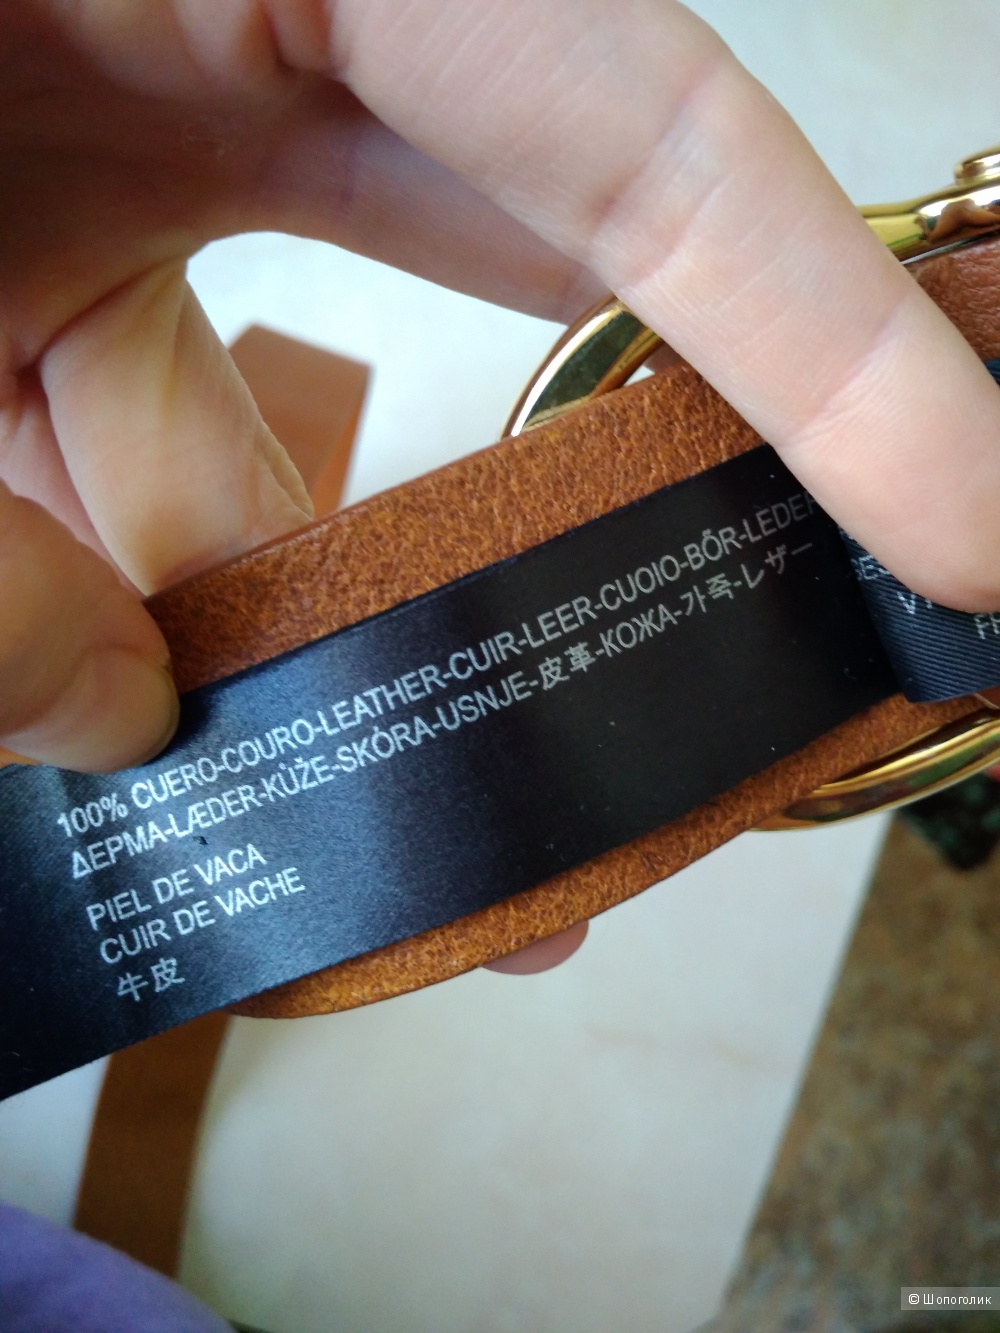 100% CUERO-COURO-LEATHER-CUIR-LEER-CUOIO-BŐR-LEDER
ΔΕΡΜΑ-LÆDER-KŮŽE-SKÓRA-USNJE-皮革-КОЖА-가죽-レザー
PIEL DE VACA
CUIR DE VACHE
牛皮
© Шопоголик